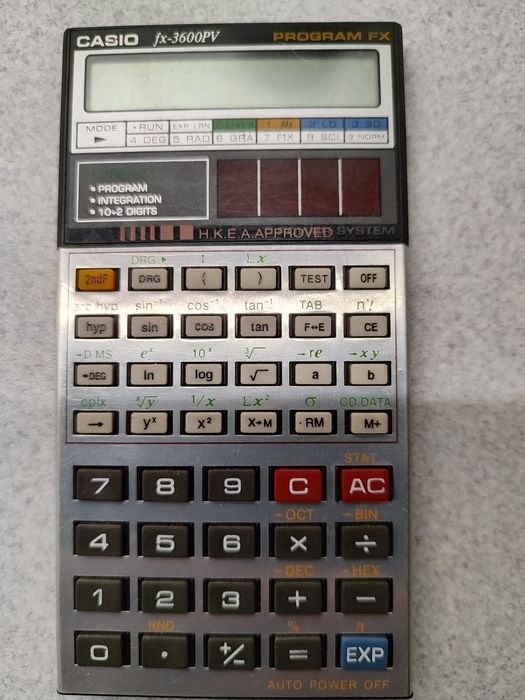 CASIO fx-3600PV PROGRAM FX
MODE • RUN EXP LRN 1 ∫dx 2 LD 3 SD
► 4 DEG 5 RAD 6 GRA 7 FIX 8 SCI 9 NORM
• PROGRAM
• INTEGRATION
• 10+2 DIGITS
H.K.E.A. APPROVED SYSTEM
DRG► Σx
2ndF DRG ( ) TEST OFF
arc hyp sin⁻¹ cos⁻¹ tan⁻¹ TAB n!
hyp sin cos tan F↔E CE
→D MS eˣ 10ˣ ³√ →rθ →xy
→DEG ln log √ a b
cplx ˣ√y 1/x Σx² σ CD·DATA
→ yˣ x² X→M RM M+
STAT
7 8 9 C AC
→OCT →BIN
4 5 6 × ÷
→DEC →HEX
1 2 3 + −
RND % π
0 • +/− = EXP
AUTO POWER OFF